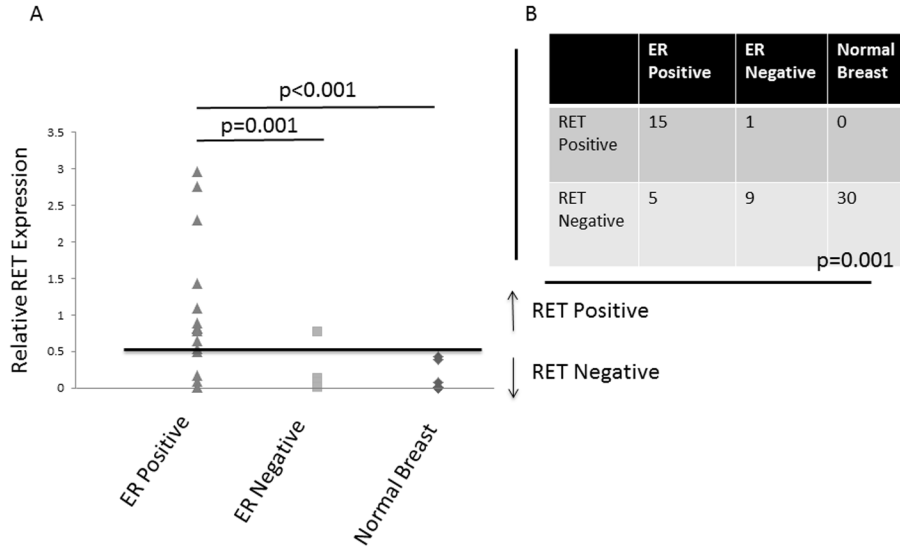 A
p<0.001
p=0.001
Relative RET Expression
3.5
3
2.5
2
1.5
1
0.5
0
ER Positive
ER Negative
Normal Breast
B
ER Positive
ER Negative
Normal Breast
RET Positive
15
1
0
RET Negative
5
9
30
p=0.001
RET Positive
RET Negative